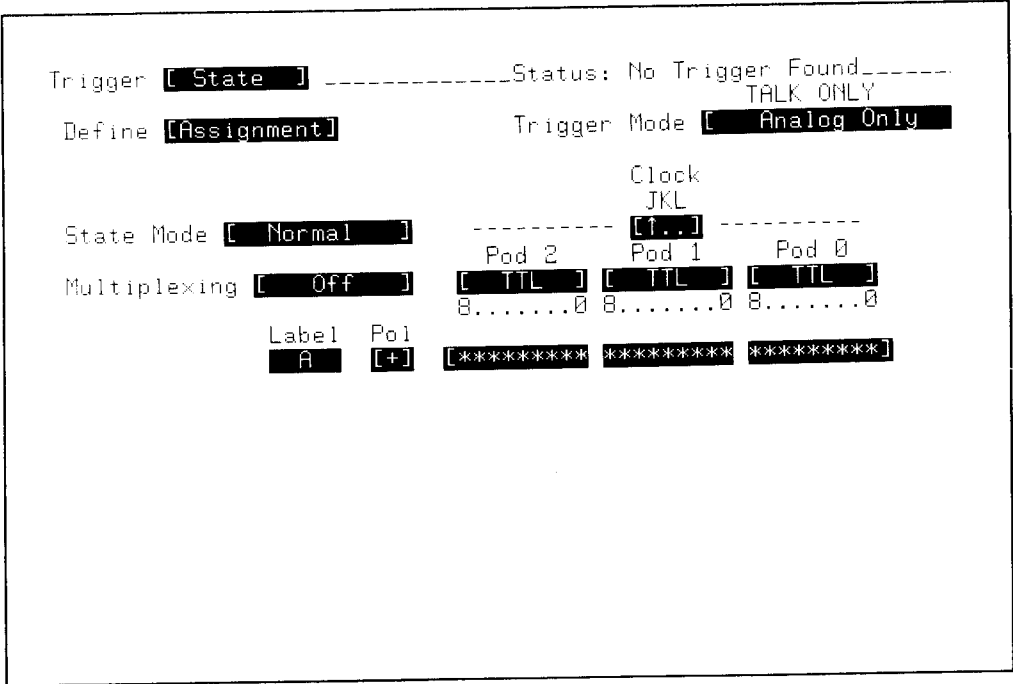 Trigger [ State ] _____________Status: No Trigger Found______
TALK ONLY
Define [Assignment] Trigger Mode [ Analog Only
Clock
JKL
State Mode [ Normal ] ---------- [↑..] ----------
Pod 2 Pod 1 Pod 0
Multiplexing [ Off ] [ TTL ] [ TTL ] [ TTL ]
8.......0 8.......0 8.......0
Label Pol
A [+] [********* ********* *********]